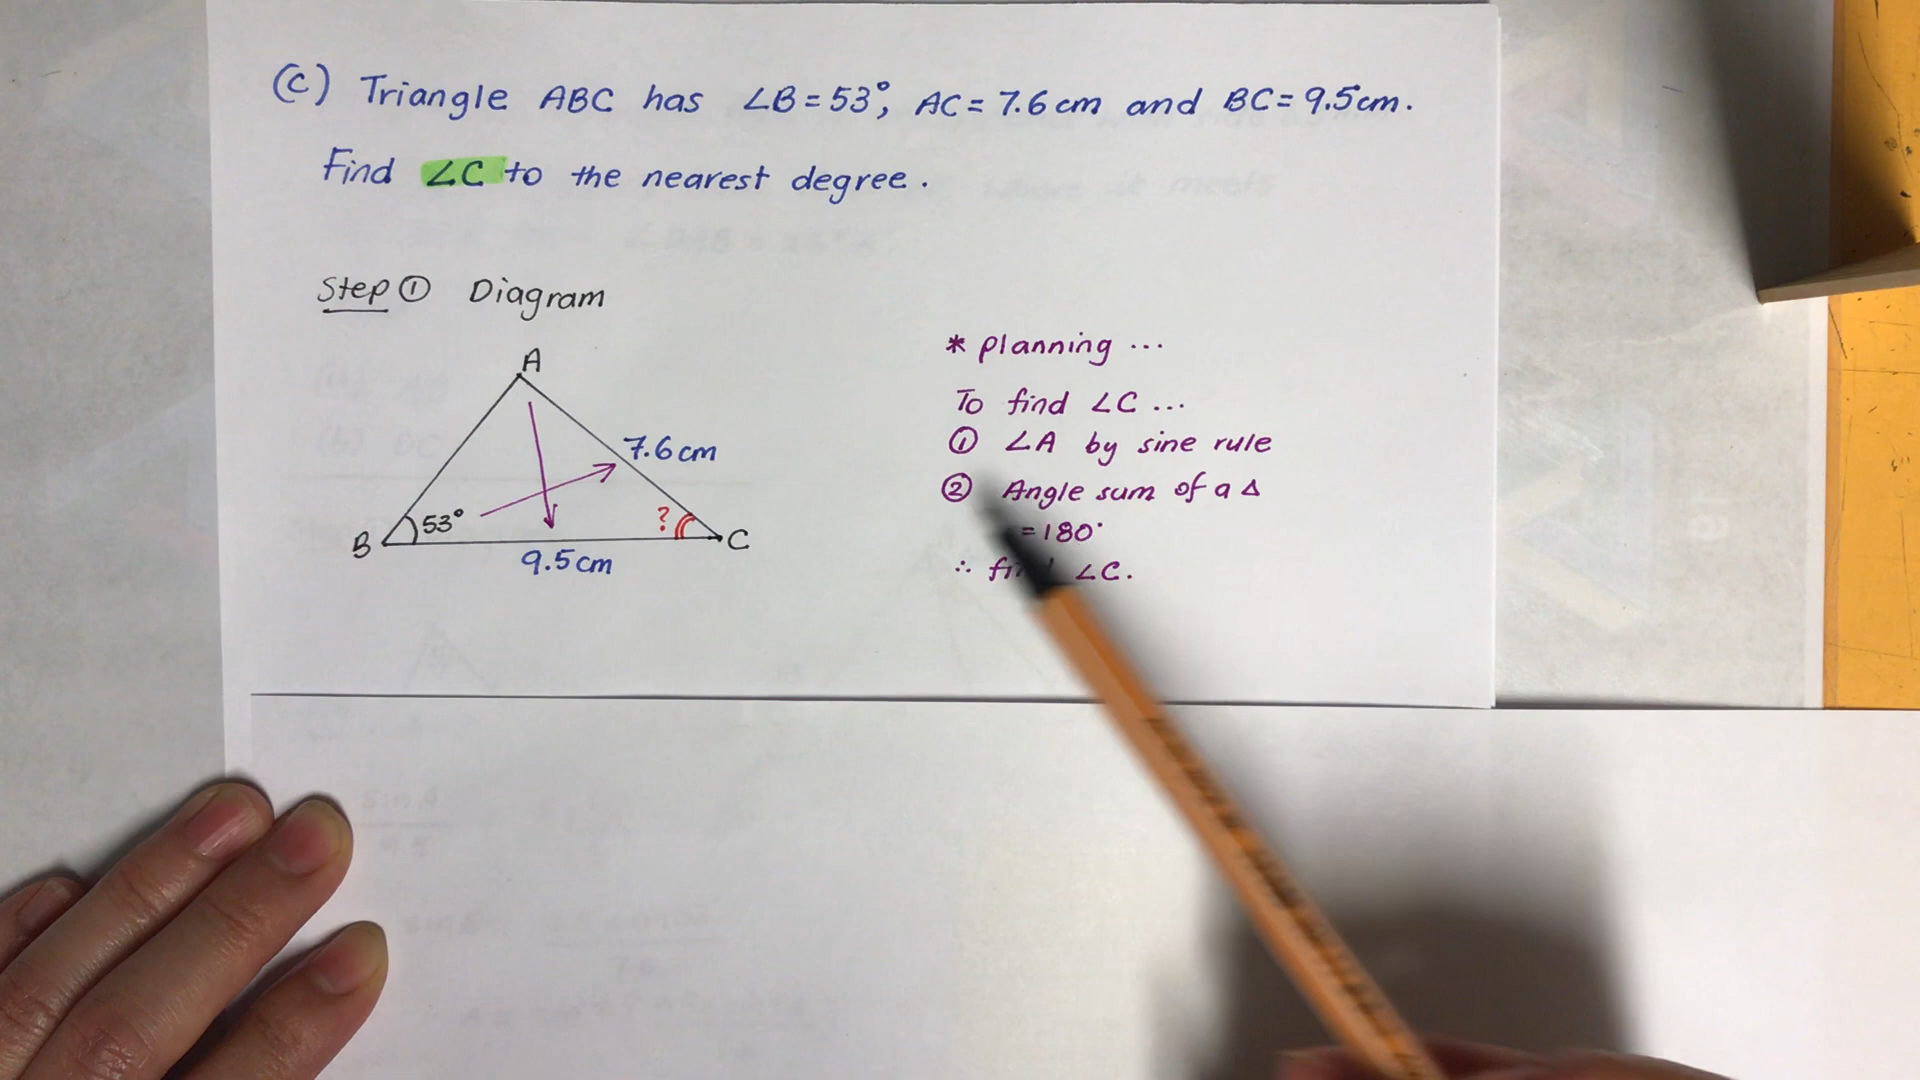 (C) Triangle ABC has ∠B = 53°, AC = 7.6 cm and BC = 9.5 cm.
Find ∠C to the nearest degree.
Step ① Diagram
A
7.6 cm
53°
?
B
C
9.5 cm
* planning ...
To find ∠C ...
① ∠A by sine rule
② Angle sum of a △
= 180°
∴ find ∠C.